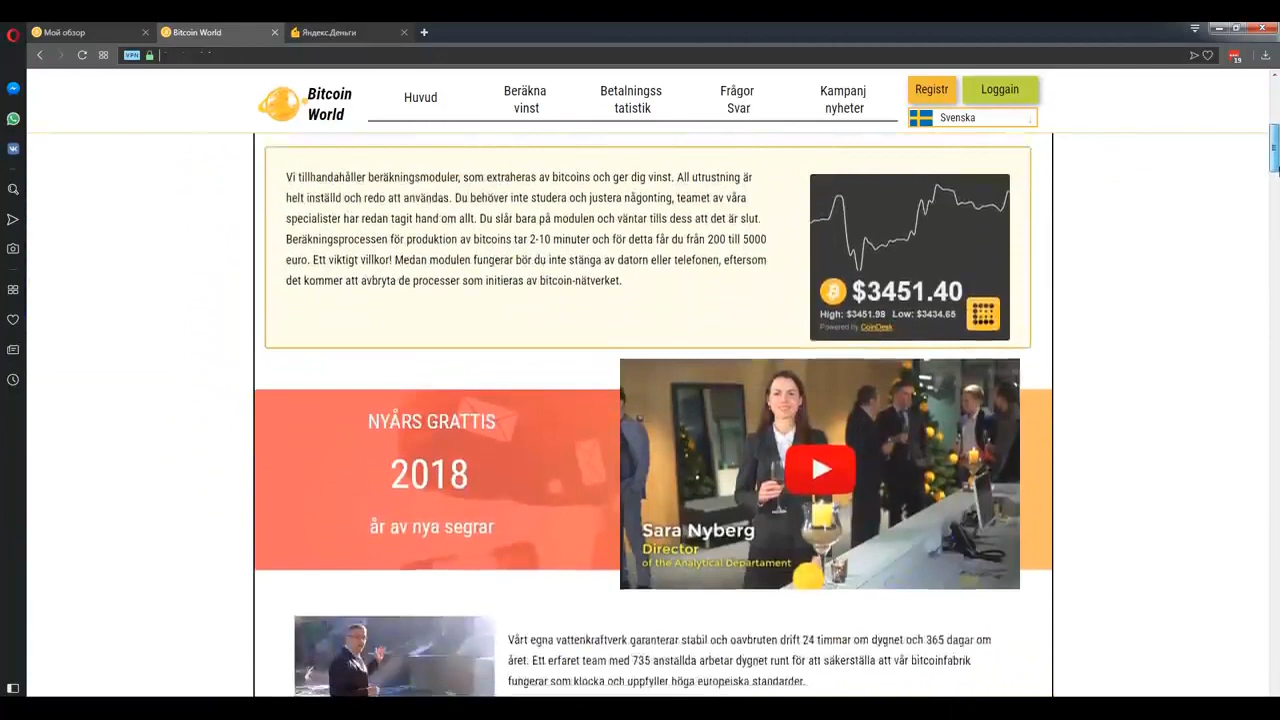 Мой обзор
Bitcoin World
Яндекс.Деньги
VPN
19
Bitcoin
World
Huvud
Beräkna
vinst
Betalningss
tatistik
Frågor
Svar
Kampanj
nyheter
Registr
Loggain
Svenska
Vi tillhandahåller beräkningsmoduler, som extraheras av bitcoins och ger dig vinst. All utrustning är
helt inställd och redo att användas. Du behöver inte studera och justera någonting, teamet av våra
specialister har redan tagit hand om allt. Du slår bara på modulen och väntar tills dess att det är slut.
Beräkningsprocessen för produktion av bitcoins tar 2-10 minuter och för detta får du från 200 till 5000
euro. Ett viktigt villkor! Medan modulen fungerar bör du inte stänga av datorn eller telefonen, eftersom
det kommer att avbryta de processer som initieras av bitcoin-nätverket.
$3451.40
High: $3451.98 Low: $3434.65
Powered by CoinDesk
NYÅRS GRATTIS
2018
år av nya segrar
Sara Nyberg
Director
of the Analytical Departament
Vårt egna vattenkraftverk garanterar stabil och oavbruten drift 24 timmar om dygnet och 365 dagar om
året. Ett erfaret team med 735 anställda arbetar dygnet runt för att säkerställa att vår bitcoinfabrik
fungerar som klocka och uppfyller höga europeiska standarder.